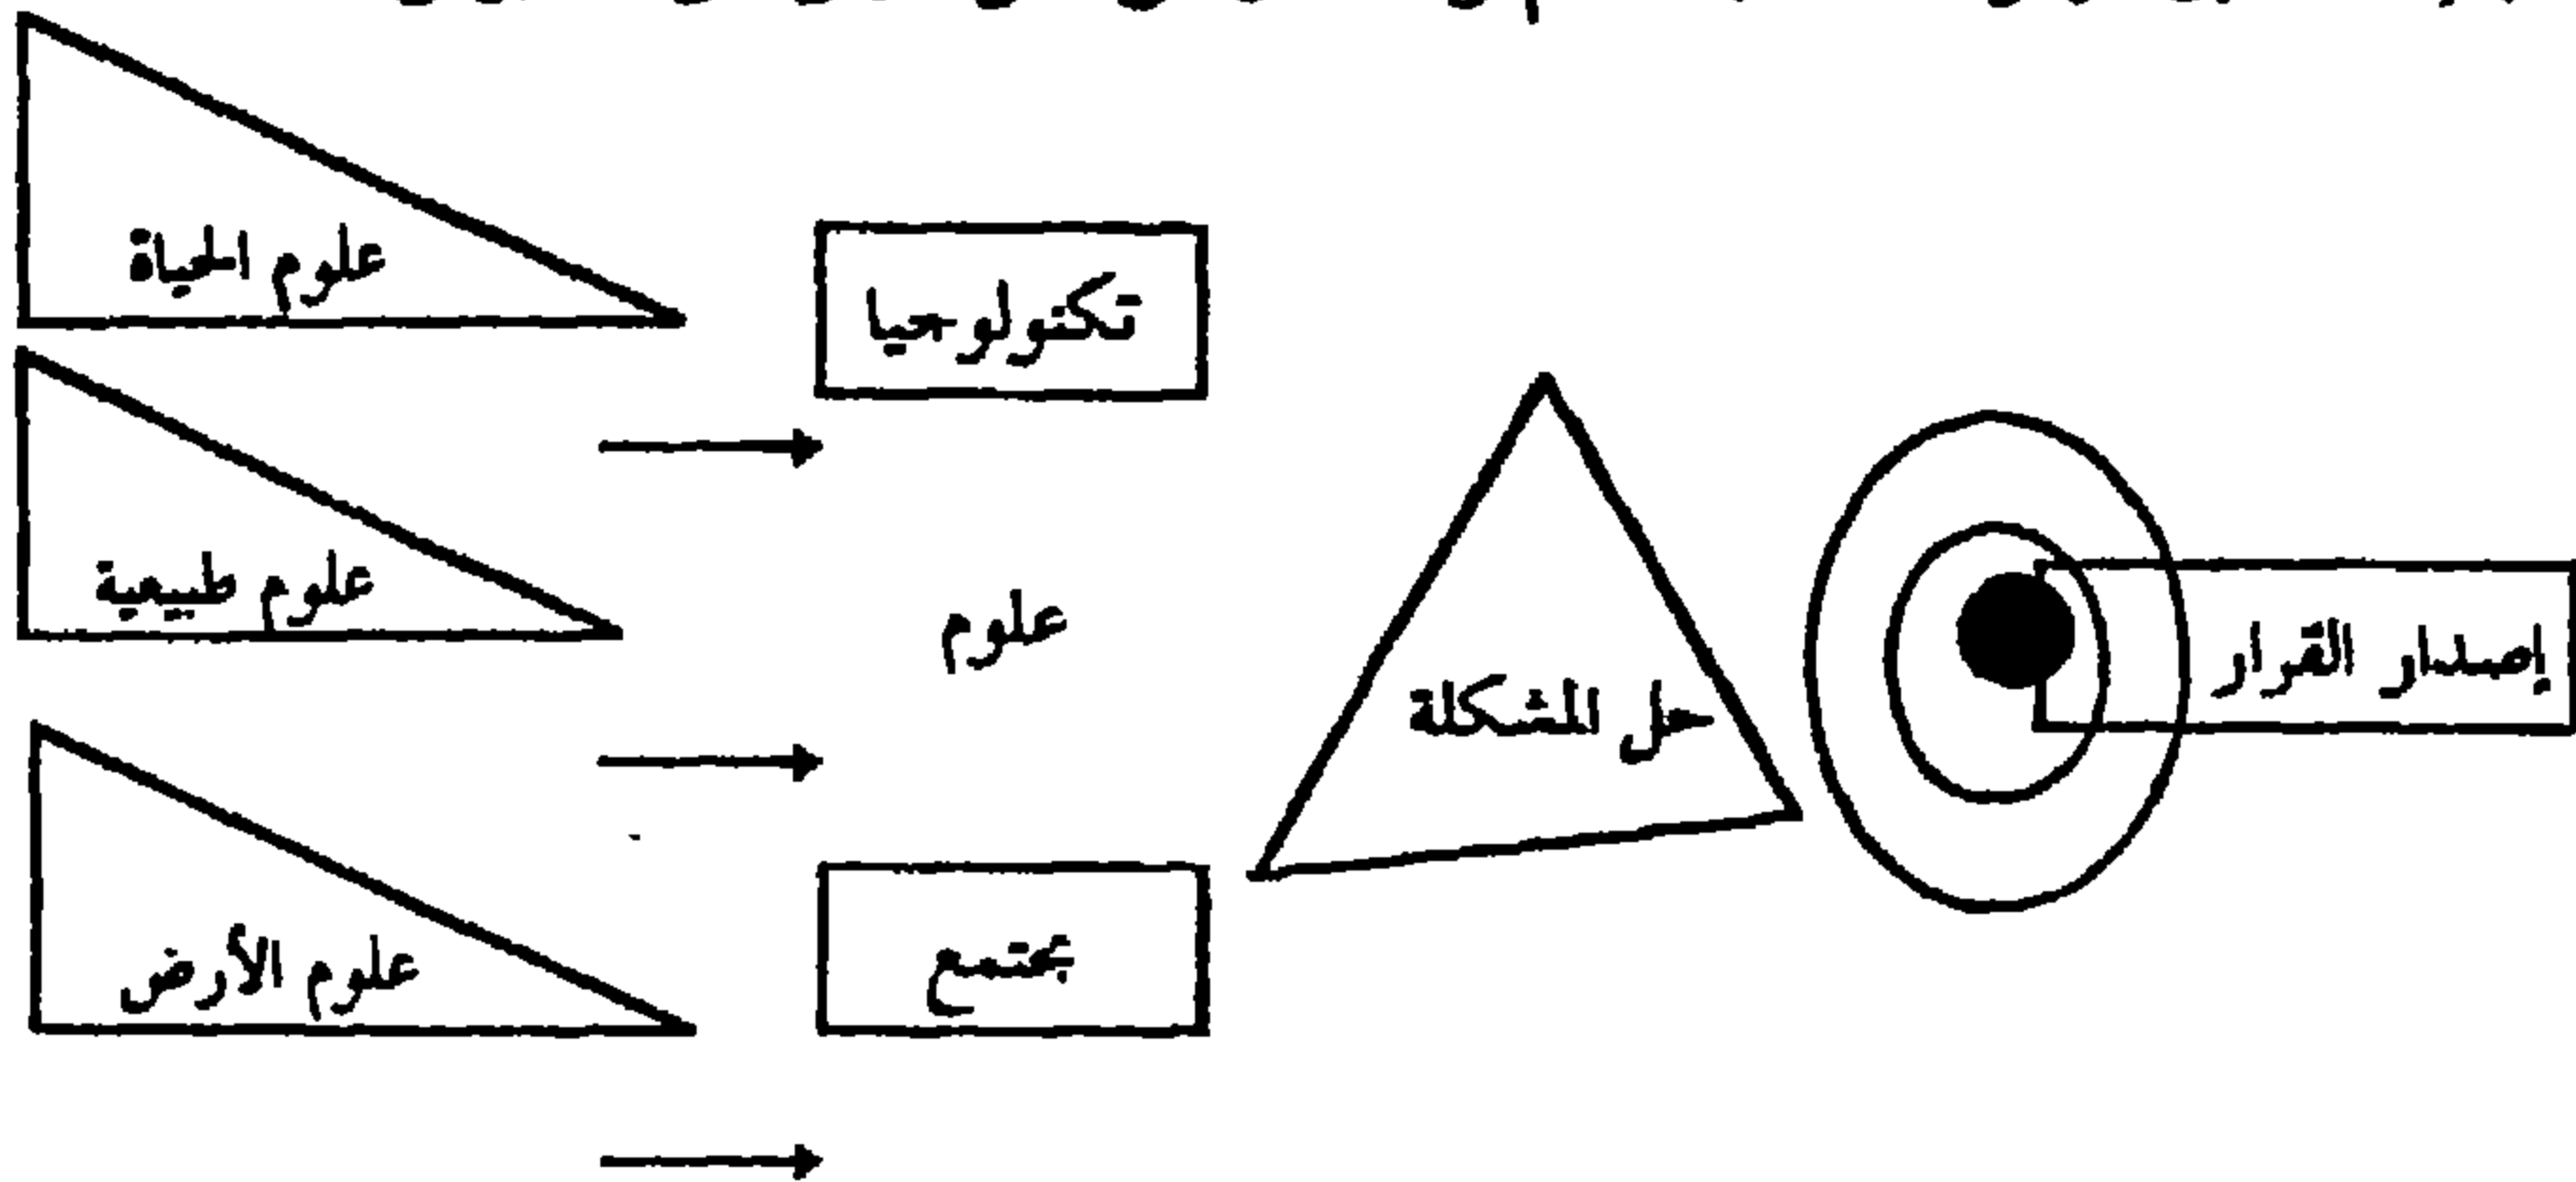 علوم الحياة
تكنولوجيا
علوم طبيعية
علوم
حل المشكلة
إصدار القرار
علوم الأرض
مجتمع